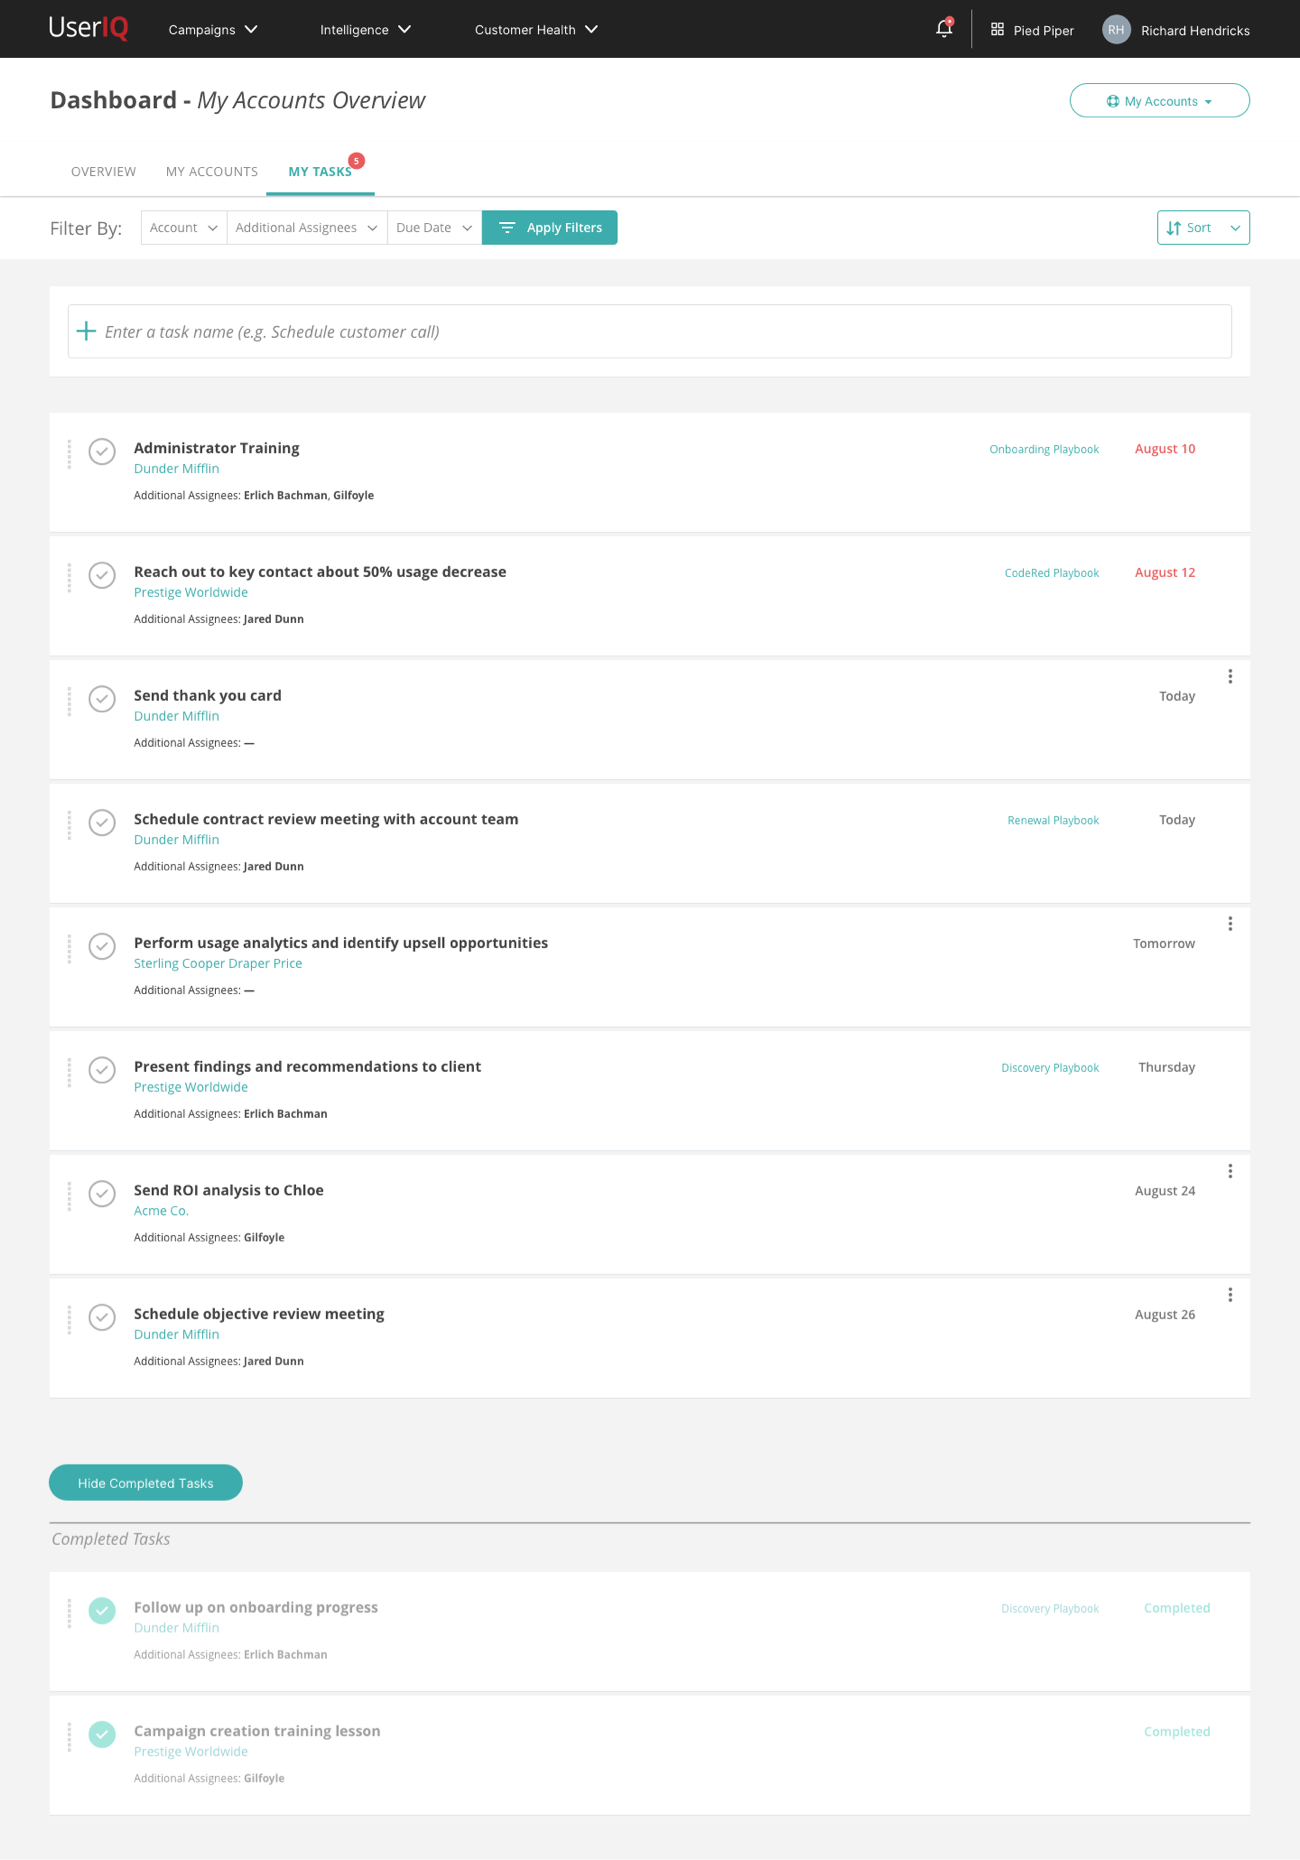 UserIQ Campaigns Intelligence Customer Health Pied Piper RH Richard Hendricks
Dashboard - My Accounts Overview
My Accounts
OVERVIEW MY ACCOUNTS MY TASKS 5
Filter By: Account Additional Assignees Due Date Apply Filters Sort
Enter a task name (e.g. Schedule customer call)
Administrator Training Onboarding Playbook August 10
Dunder Mifflin
Additional Assignees: Erlich Bachman, Gilfoyle
Reach out to key contact about 50% usage decrease CodeRed Playbook August 12
Prestige Worldwide
Additional Assignees: Jared Dunn
Send thank you card Today
Dunder Mifflin
Additional Assignees: —
Schedule contract review meeting with account team Renewal Playbook Today
Dunder Mifflin
Additional Assignees: Jared Dunn
Perform usage analytics and identify upsell opportunities Tomorrow
Sterling Cooper Draper Price
Additional Assignees: —
Present findings and recommendations to client Discovery Playbook Thursday
Prestige Worldwide
Additional Assignees: Erlich Bachman
Send ROI analysis to Chloe August 24
Acme Co.
Additional Assignees: Gilfoyle
Schedule objective review meeting August 26
Dunder Mifflin
Additional Assignees: Jared Dunn
Hide Completed Tasks
Completed Tasks
Follow up on onboarding progress Discovery Playbook Completed
Dunder Mifflin
Additional Assignees: Erlich Bachman
Campaign creation training lesson Completed
Prestige Worldwide
Additional Assignees: Gilfoyle